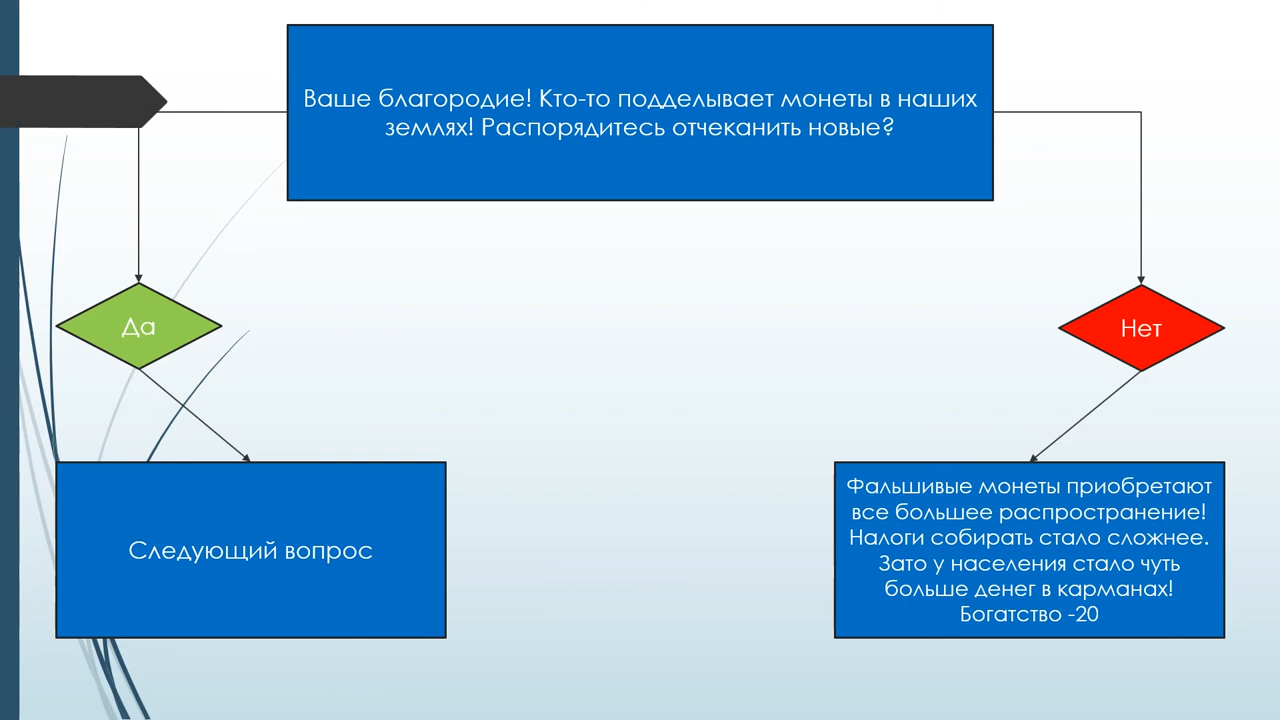 Ваше благородие! Кто-то подделывает монеты в наших
землях! Распорядитесь отчеканить новые?
Да
Нет
Следующий вопрос
Фальшивые монеты приобретают
все большее распространение!
Налоги собирать стало сложнее.
Зато у населения стало чуть
больше денег в карманах!
Богатство -20